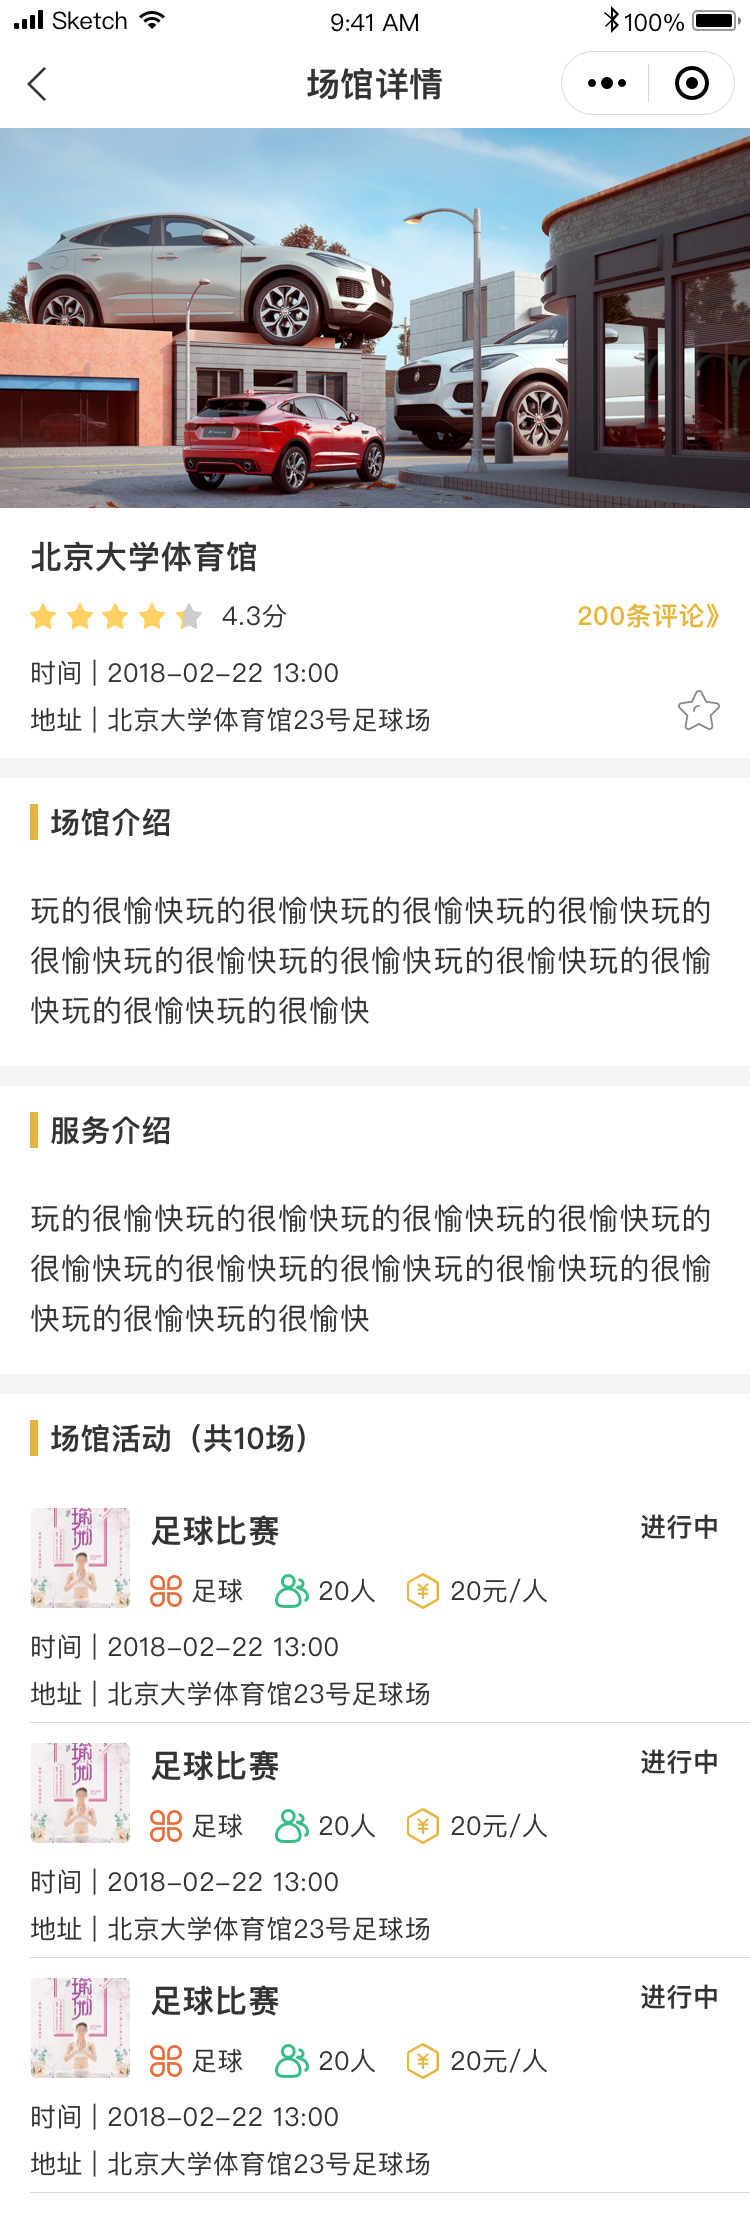 Sketch 9:41 AM 100%
场馆详情
北京大学体育馆
4.3分 200条评论》
时间 | 2018-02-22 13:00
地址 | 北京大学体育馆23号足球场
场馆介绍
玩的很愉快玩的很愉快玩的很愉快玩的很愉快玩的
很愉快玩的很愉快玩的很愉快玩的很愉快玩的很愉
快玩的很愉快玩的很愉快
服务介绍
玩的很愉快玩的很愉快玩的很愉快玩的很愉快玩的
很愉快玩的很愉快玩的很愉快玩的很愉快玩的很愉
快玩的很愉快玩的很愉快
场馆活动（共10场）
足球比赛 进行中
足球 20人 ¥ 20元/人
时间 | 2018-02-22 13:00
地址 | 北京大学体育馆23号足球场
足球比赛 进行中
足球 20人 ¥ 20元/人
时间 | 2018-02-22 13:00
地址 | 北京大学体育馆23号足球场
足球比赛 进行中
足球 20人 ¥ 20元/人
时间 | 2018-02-22 13:00
地址 | 北京大学体育馆23号足球场